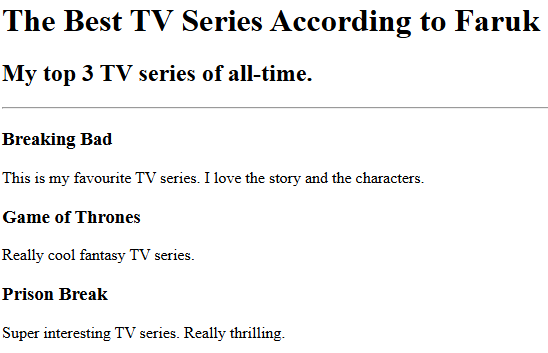 The Best TV Series According to Faruk
My top 3 TV series of all-time.
Breaking Bad
This is my favourite TV series. I love the story and the characters.
Game of Thrones
Really cool fantasy TV series.
Prison Break
Super interesting TV series. Really thrilling.